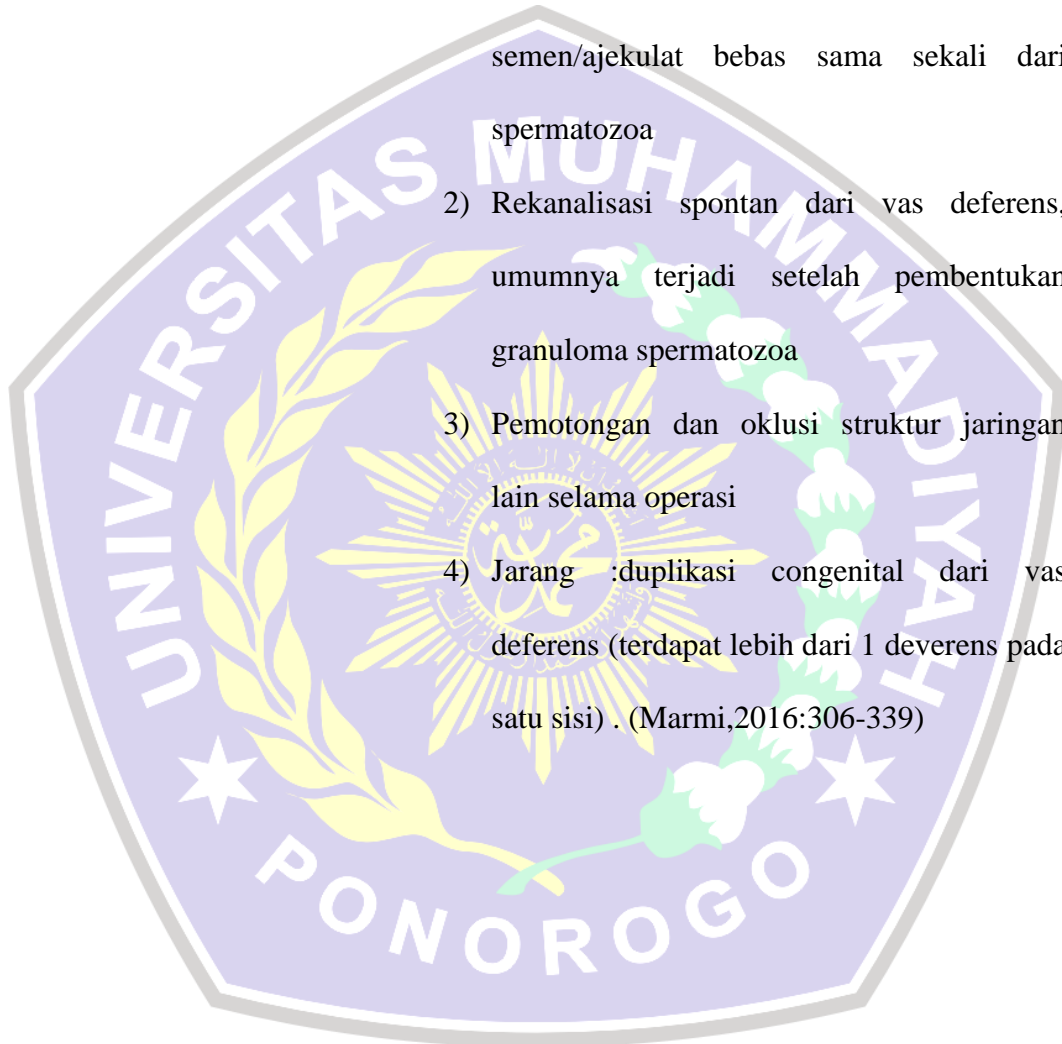 semen/ajekulat bebas sama sekali dari
spermatozoa
2) Rekanalisasi spontan dari vas deferens,
umumnya terjadi setelah pembentukan
granuloma spermatozoa
3) Pemotongan dan oklusi struktur jaringan
lain selama operasi
4) Jarang :duplikasi congenital dari vas
deferens (terdapat lebih dari 1 deverens pada
satu sisi) . (Marmi,2016:306-339)
UNIVERSITAS MUHAMMADIYAH
PONOROGO